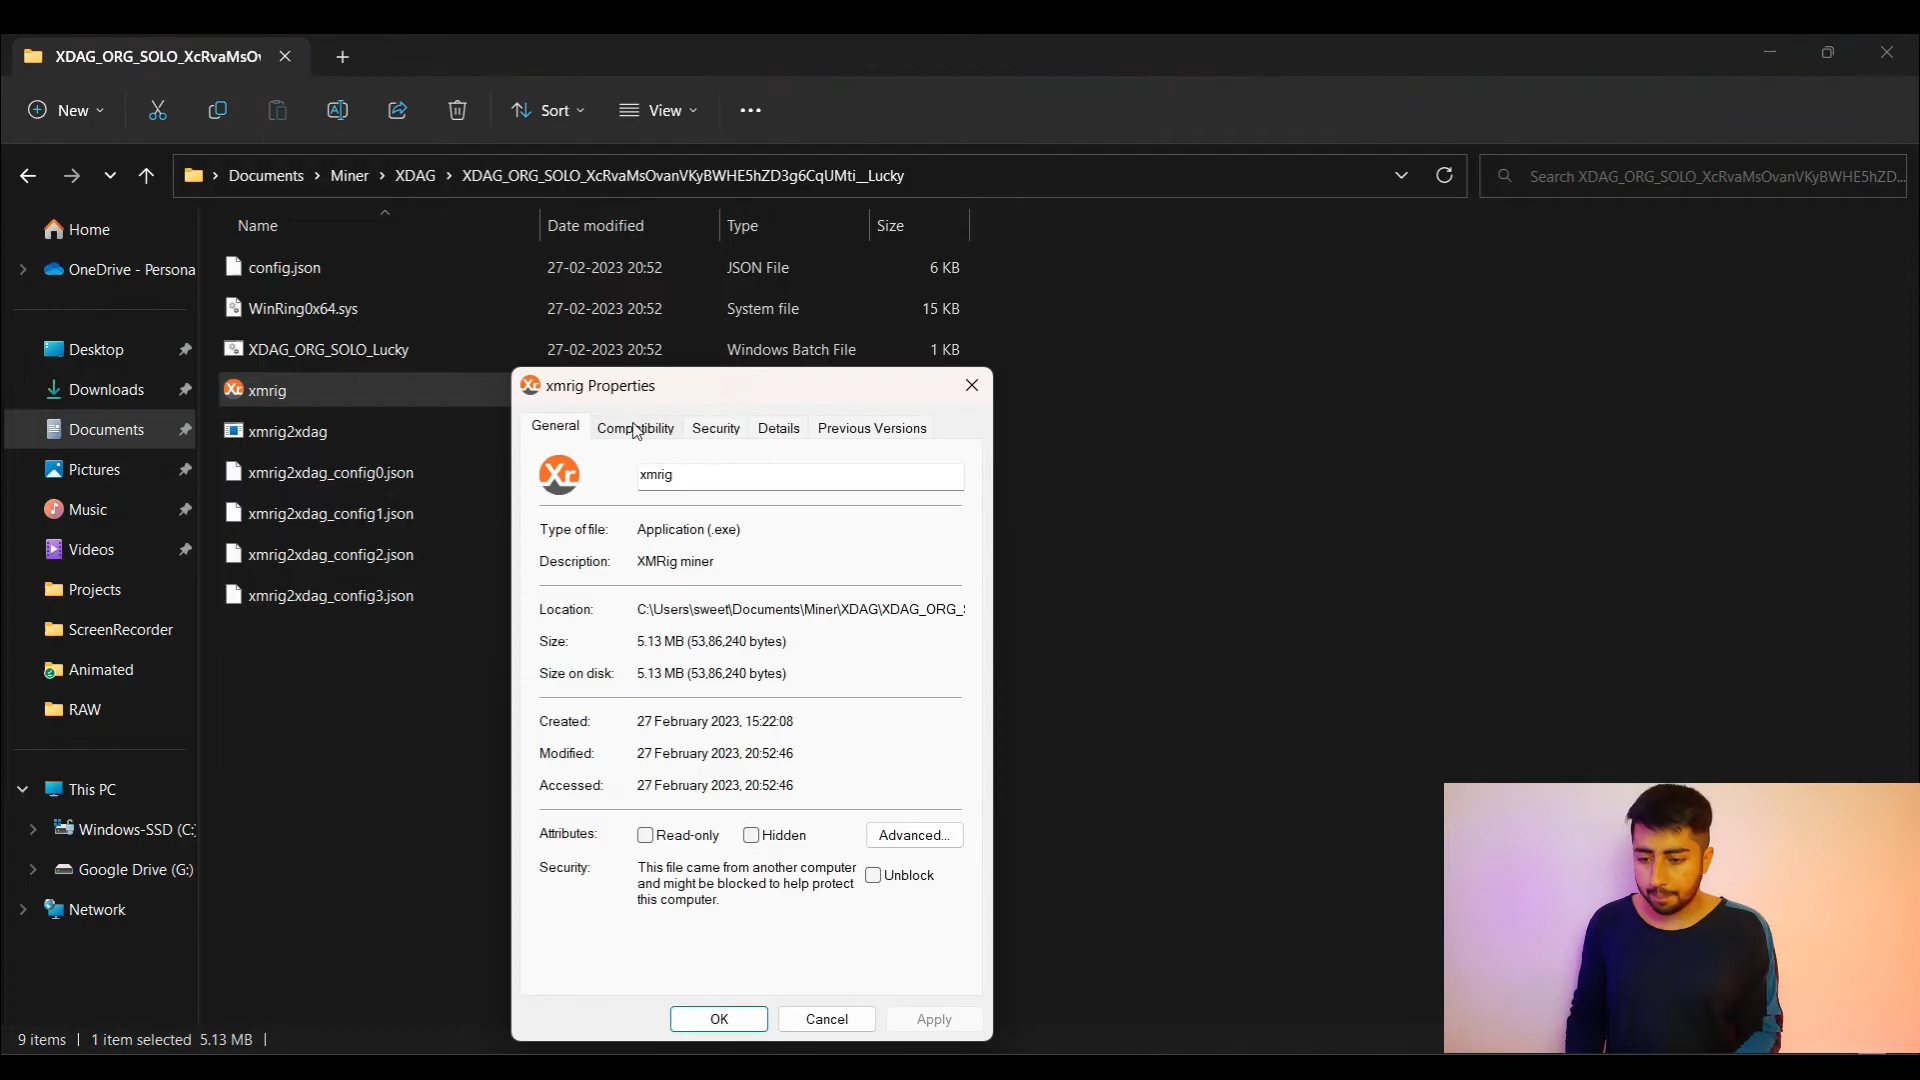 XDAG_ORG_SOLO_XcRvaMsO
New
Sort
View
Documents > Miner > XDAG > XDAG_ORG_SOLO_XcRvaMsOvanVKyBWHE5hZD3g6CqUMti__Lucky
Search XDAG_ORG_SOLO_XcRvaMsOvanVKyBWHE5hZD...
Home
OneDrive - Persona
Desktop
Downloads
Documents
Pictures
Music
Videos
Projects
ScreenRecorder
Animated
RAW
This PC
Windows-SSD (C:)
Google Drive (G:)
Network
Name Date modified Type Size
config.json 27-02-2023 20:52 JSON File 6 KB
WinRing0x64.sys 27-02-2023 20:52 System file 15 KB
XDAG_ORG_SOLO_Lucky 27-02-2023 20:52 Windows Batch File 1 KB
xmrig
xmrig2xdag
xmrig2xdag_config0.json
xmrig2xdag_config1.json
xmrig2xdag_config2.json
xmrig2xdag_config3.json
Xr xmrig Properties
General Compatibility Security Details Previous Versions
Xr xmrig
Type of file: Application (.exe)
Description: XMRig miner
Location: C:\Users\sweet\Documents\Miner\XDAG\XDAG_ORG_S
Size: 5.13 MB (53,86,240 bytes)
Size on disk: 5.13 MB (53,86,240 bytes)
Created: 27 February 2023, 15:22:08
Modified: 27 February 2023, 20:52:46
Accessed: 27 February 2023, 20:52:46
Attributes: Read-only Hidden Advanced...
Security: This file came from another computer
and might be blocked to help protect
this computer.
Unblock
OK Cancel Apply
9 items | 1 item selected 5.13 MB |